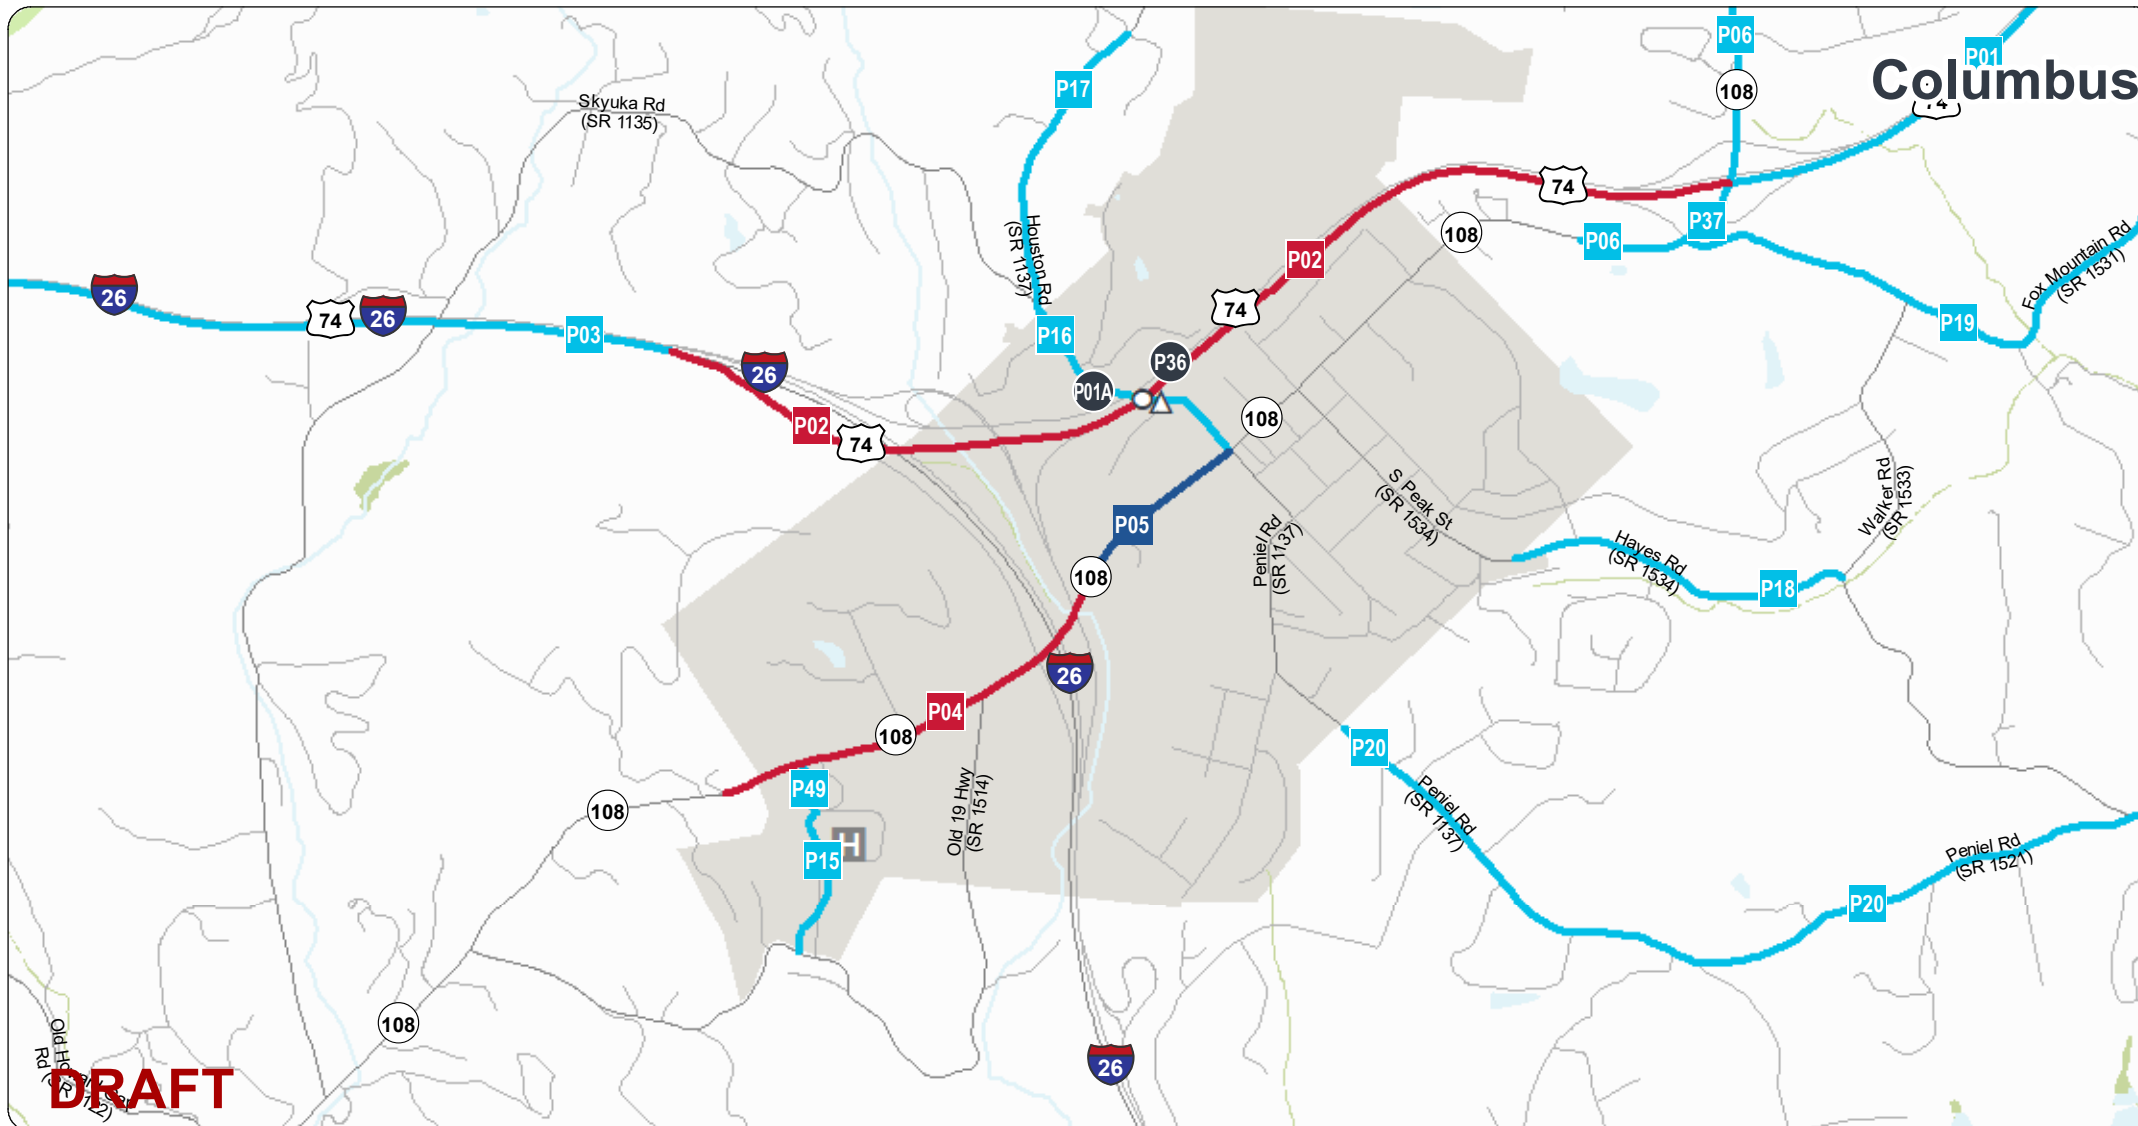 P06
P01
Columbus
74
P17
108
Skyuka Rd
(SR 1135)
74
P37
P06
108
Houston Rd
(SR 1137)
P02
Fox Mountain Rd
(SR 1531)
26
74
26
74
P19
P03
P16
26
P36
P01A
108
P02
74
S Peak St
(SR 1534)
Walker Rd
(SR 1533)
P05
Peniel Rd
(SR 1137)
108
Hayes Rd
(SR 1534)
P18
26
P04
108
P20
P49
108
Old 19 Hwy
(SR 1514)
Peniel Rd
(SR 1137)
H
P15
Peniel Rd
(SR 1521)
P20
108
26
DRAFT